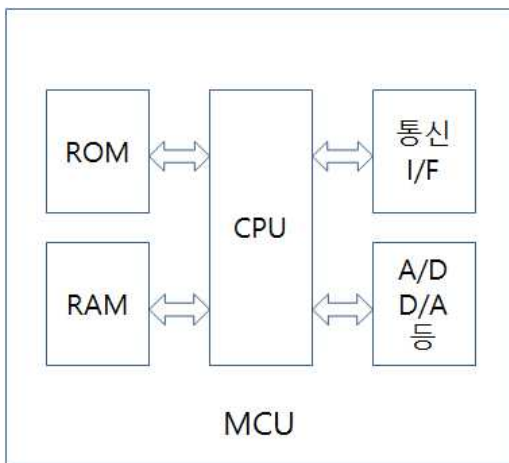 ROM
RAM
CPU
통신
I/F
A/D
D/A
등
MCU